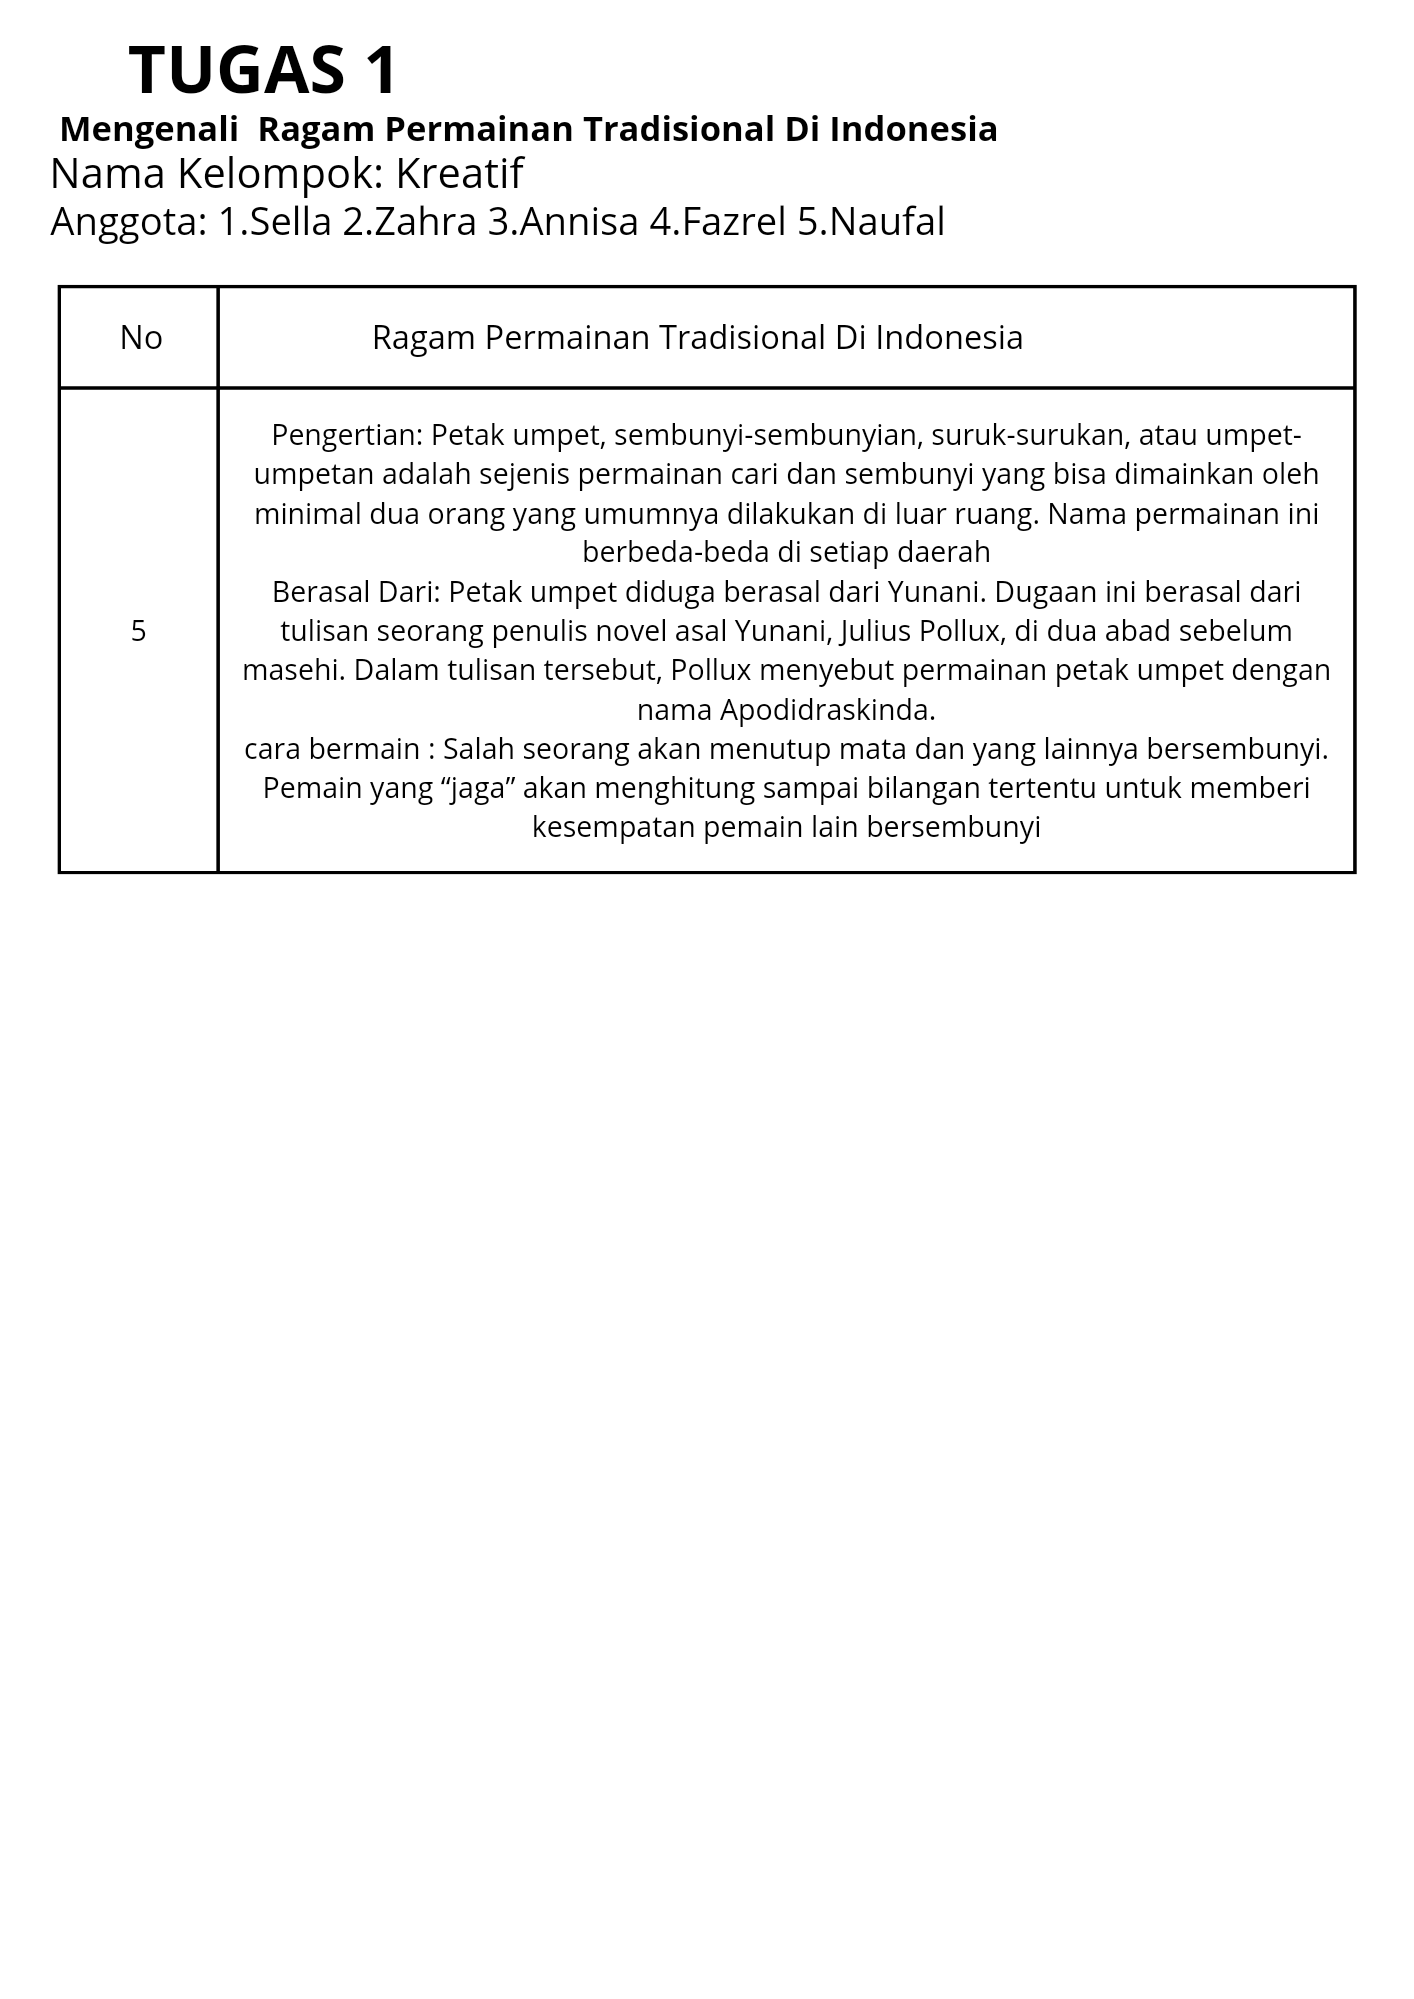 TUGAS 1
Mengenali  Ragam Permainan Tradisional Di Indonesia
Nama Kelompok: Kreatif
Anggota: 1.Sella 2.Zahra 3.Annisa 4.Fazrel 5.Naufal
No
Ragam Permainan Tradisional Di Indonesia
5
Pengertian: Petak umpet, sembunyi-sembunyian, suruk-surukan, atau umpet-
umpetan adalah sejenis permainan cari dan sembunyi yang bisa dimainkan oleh
minimal dua orang yang umumnya dilakukan di luar ruang. Nama permainan ini
berbeda-beda di setiap daerah
Berasal Dari: Petak umpet diduga berasal dari Yunani. Dugaan ini berasal dari
tulisan seorang penulis novel asal Yunani, Julius Pollux, di dua abad sebelum
masehi. Dalam tulisan tersebut, Pollux menyebut permainan petak umpet dengan
nama Apodidraskinda.
cara bermain : Salah seorang akan menutup mata dan yang lainnya bersembunyi.
Pemain yang “jaga” akan menghitung sampai bilangan tertentu untuk memberi
kesempatan pemain lain bersembunyi